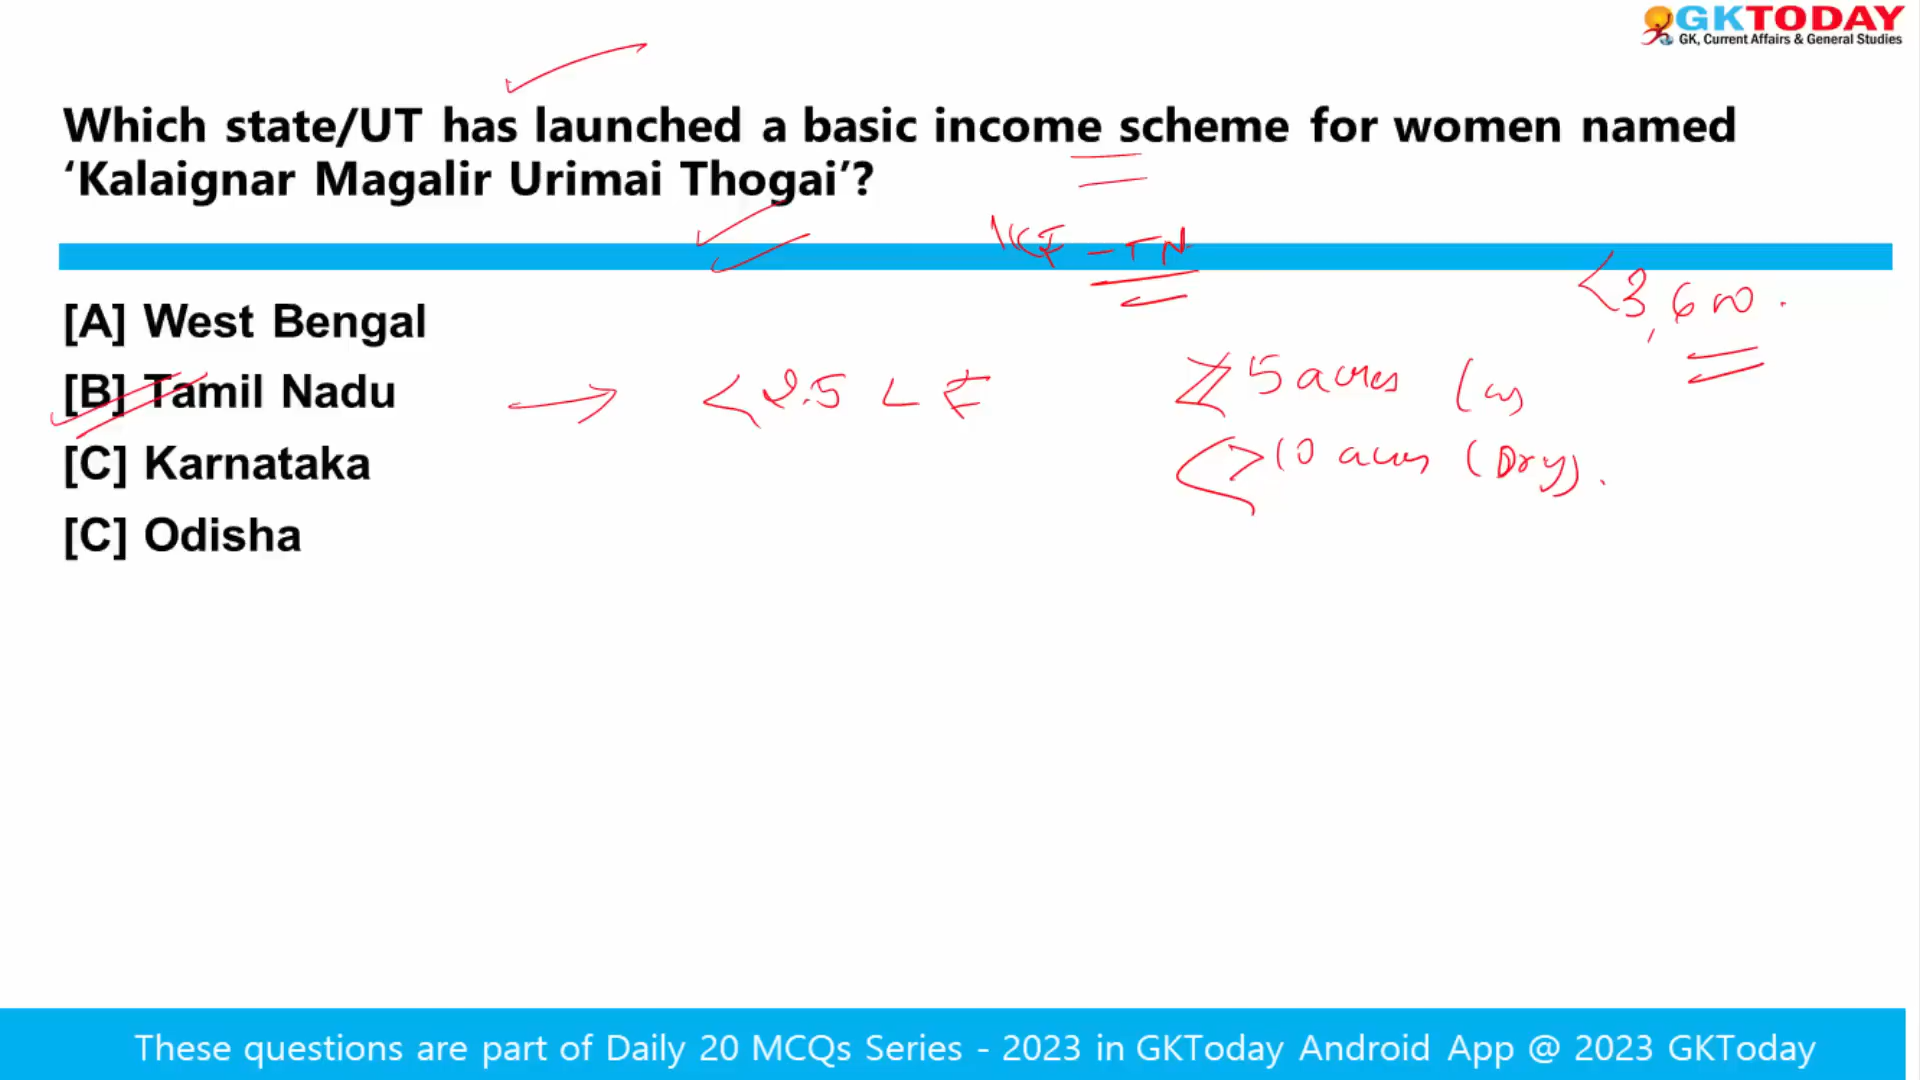 GKTODAY
GK, Current Affairs & General Studies
Which state/UT has launched a basic income scheme for women named
‘Kalaignar Magalir Urimai Thogai’?
- TN
<3,600.
[A] West Bengal
[B] Tamil Nadu
<2.5 L ₹
5 acres (
10 acres (Dry).
[C] Karnataka
[C] Odisha
These questions are part of Daily 20 MCQs Series - 2023 in GKToday Android App @ 2023 GKToday